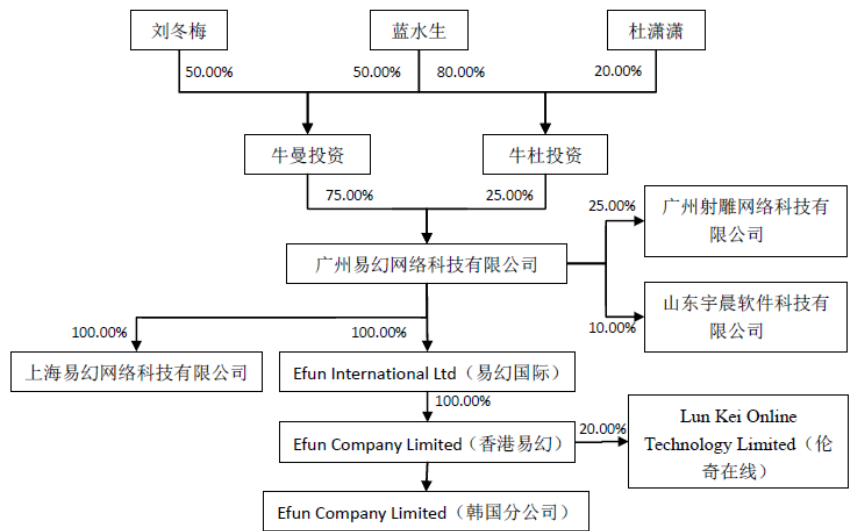 刘冬梅
蓝水生
杜潇潇
50.00%
50.00%
80.00%
20.00%
牛曼投资
牛杜投资
75.00%
25.00%
25.00%
广州射雕网络科技有
限公司
广州易幻网络科技有限公司
山东宇晨软件科技有
限公司
10.00%
100.00%
100.00%
上海易幻网络科技有限公司
Efun International Ltd（易幻国际）
100.00%
Efun Company Limited（香港易幻）
20.00%
Lun Kei Online
Technology Limited（伦
奇在线）
Efun Company Limited（韩国分公司）